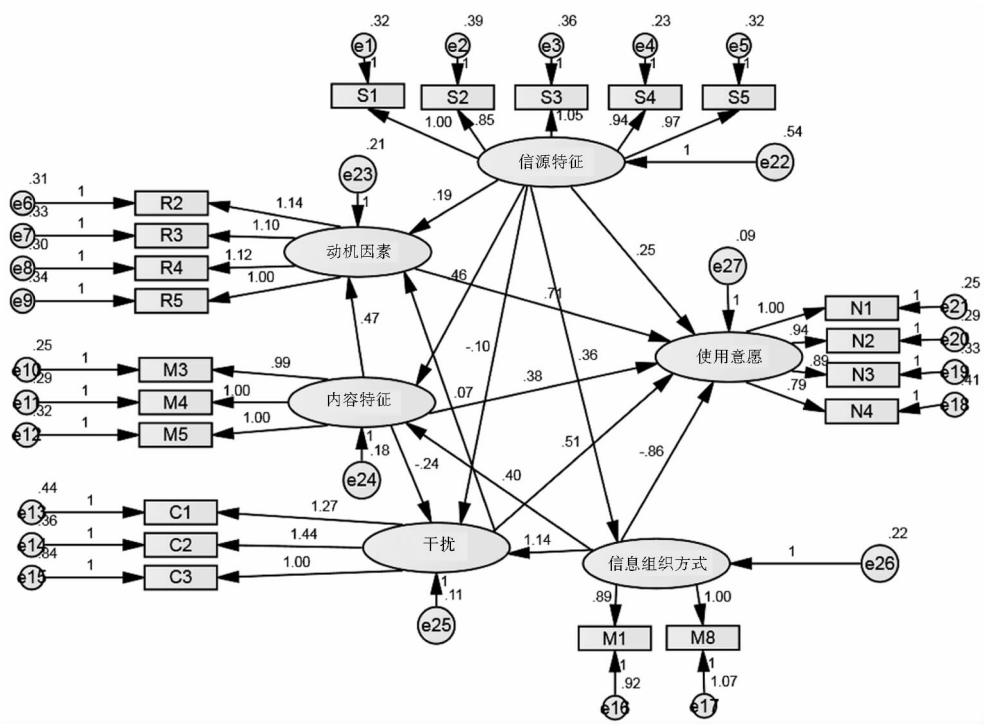 .32 .39 .36 .23 .32
e1 e2 e3 e4 e5
1 1 1 1 1
S1 S2 S3 S4 S5
1.00 .85 1.05 .94 .97
.54
信源特征 1 e22
.21
e23
1
.19
.31
e6 1 R2 1.14
.33
e7 1 R3 1.10
.30
e8 1 R4 1.12
.34
e9 1 R5 1.00
动机因素
.46 .71 .25
.09
e27
1
使用意愿
1.00 N1 1 e21 .25
.94 N2 1 e20 .29
.89 N3 1 e19 .33
.79 N4 1 e18 .41
.47 -.10 .36
.25
e10 1 M3 .99
.29
e11 1 M4 1.00
.32
e12 1 M5 1.00
内容特征
.07 .38
1
.18
e24
-.24 .40 .51 -.86
.44
e13 1 C1 1.27
.36
e14 1 C2 1.44
.84
e15 1 C3 1.00
干扰
1.14
信息组织方式 1 e26
.22
1
.11
e25
.89 1.00
M1 M8
1 1
.92 1.07
e16 e17